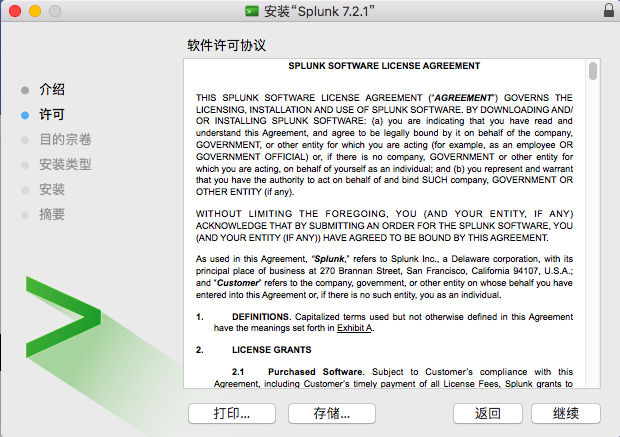 安装“Splunk 7.2.1”
软件许可协议
介绍
许可
目的宗卷
安装类型
安装
摘要
SPLUNK SOFTWARE LICENSE AGREEMENT
THIS SPLUNK SOFTWARE LICENSE AGREEMENT (“AGREEMENT”) GOVERNS THE
LICENSING, INSTALLATION AND USE OF SPLUNK SOFTWARE. BY DOWNLOADING AND/
OR INSTALLING SPLUNK SOFTWARE: (a) you are indicating that you have read and
understand this Agreement, and agree to be legally bound by it on behalf of the company,
GOVERNMENT, or other entity for which you are acting (for example, as an employee OR
GOVERNMENT OFFICIAL) or, if there is no company, GOVERNMENT or other entity for
which you are acting, on behalf of yourself as an individual; and (b) you represent and warrant
that you have the authority to act on behalf of and bind SUCH company, GOVERNMENT OR
OTHER ENTITY (if any).
WITHOUT LIMITING THE FOREGOING, YOU (AND YOUR ENTITY, IF ANY)
ACKNOWLEDGE THAT BY SUBMITTING AN ORDER FOR THE SPLUNK SOFTWARE, YOU
(AND YOUR ENTITY (IF ANY)) HAVE AGREED TO BE BOUND BY THIS AGREEMENT.
As used in this Agreement, “Splunk,” refers to Splunk Inc., a Delaware corporation, with its
principal place of business at 270 Brannan Street, San Francisco, California 94107, U.S.A.;
and “Customer” refers to the company, government, or other entity on whose behalf you have
entered into this Agreement or, if there is no such entity, you as an individual.
1. DEFINITIONS. Capitalized terms used but not otherwise defined in this Agreement
have the meanings set forth in Exhibit A.
2. LICENSE GRANTS
2.1 Purchased Software. Subject to Customer’s compliance with this
Agreement, including Customer’s timely payment of all License Fees, Splunk grants to
打印...
存储...
返回
继续